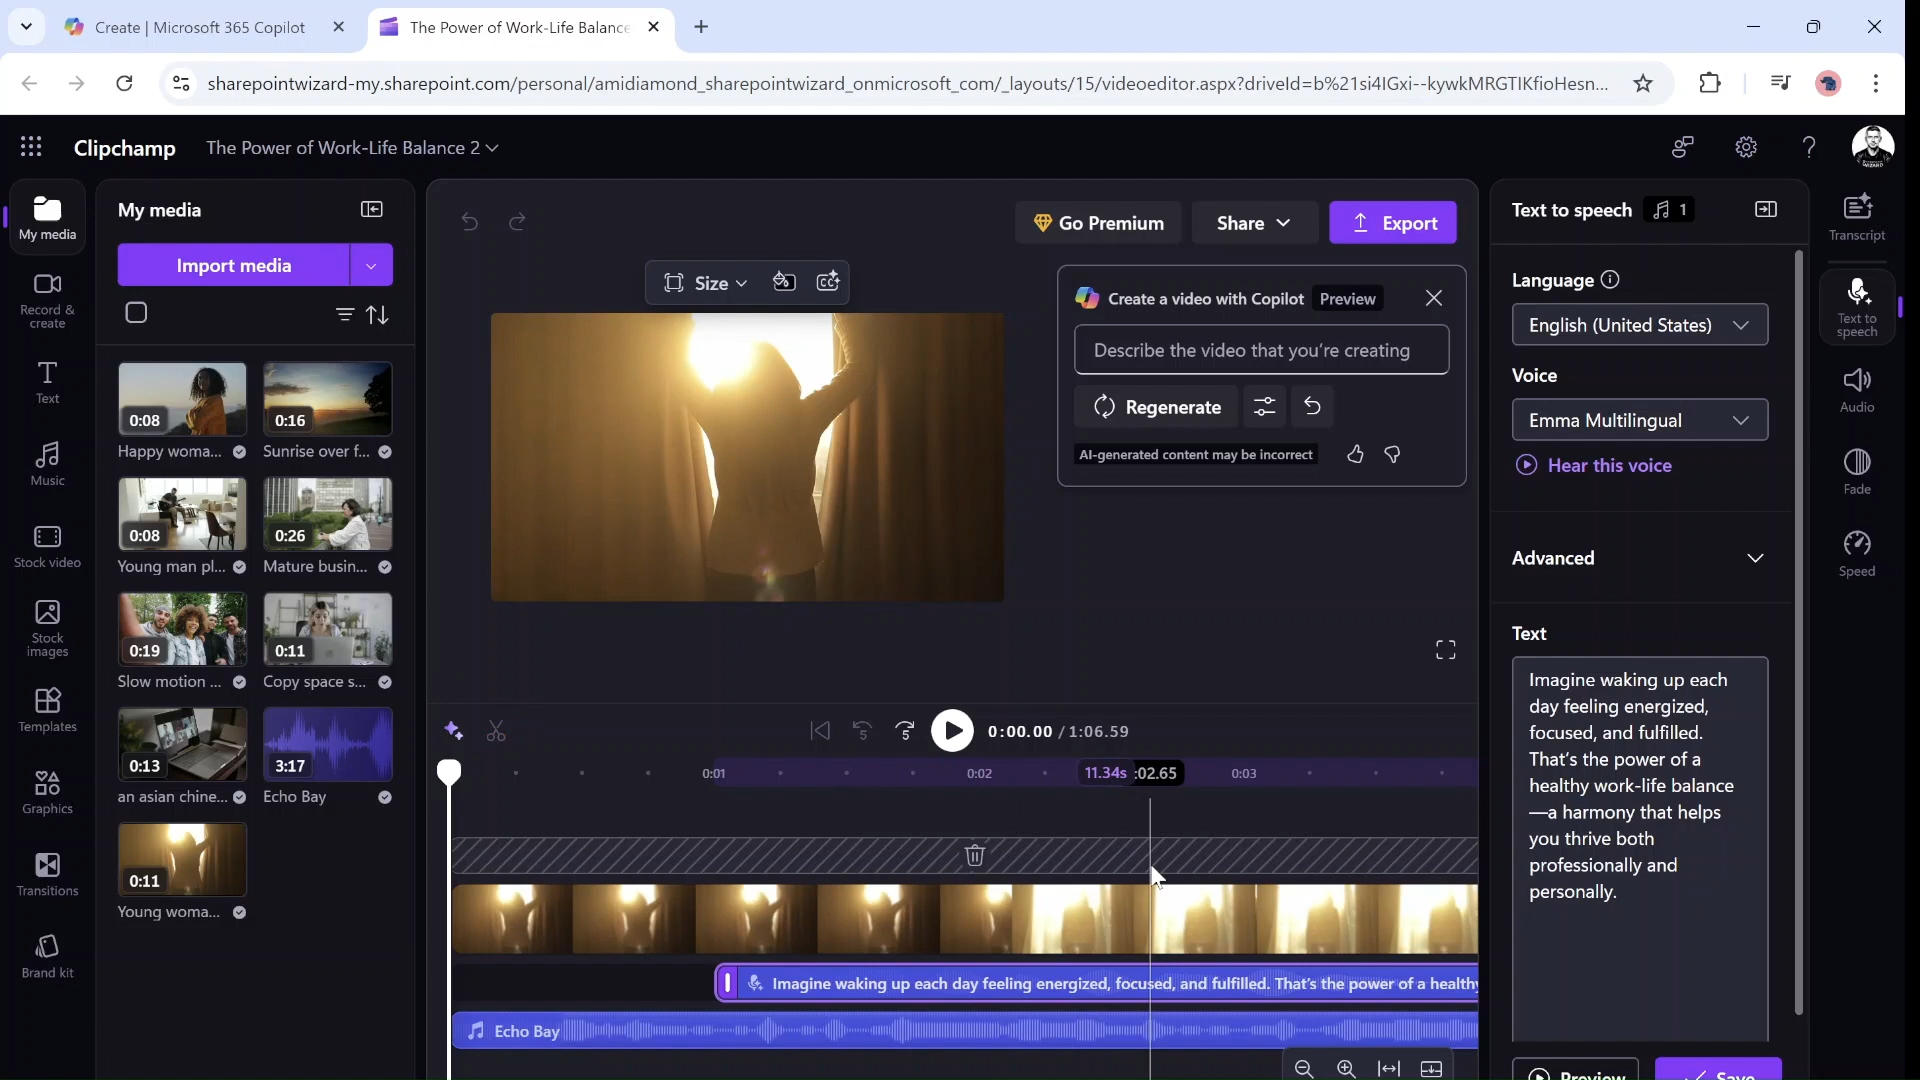 Create | Microsoft 365 Copilot
The Power of Work-Life Balance
sharepointwizard-my.sharepoint.com/personal/amidiamond_sharepointwizard_onmicrosoft_com/_layouts/15/videoeditor.aspx?driveId=b%21si4IGxi--kywkMRGTIKfioHesn...
Clipchamp
The Power of Work-Life Balance 2
My media
Record & create
Text
Music
Stock video
Stock images
Templates
Graphics
Transitions
Brand kit
My media
Import media
0:08
0:16
Happy woma...
Sunrise over f...
0:08
0:26
Young man pl...
Mature busin...
0:19
0:11
Slow motion ...
Copy space s...
0:13
3:17
an asian chine...
Echo Bay
0:11
Young woma...
Go Premium
Share
Export
Size
CC
Create a video with Copilot Preview
Describe the video that you're creating
Regenerate
AI-generated content may be incorrect
5
5
0:00.00 / 1:06.59
0:01
0:02
11.34s
:02.65
0:03
Imagine waking up each day feeling energized, focused, and fulfilled. That's the power of a healthy
Echo Bay
Text to speech 1
Language
English (United States)
Voice
Emma Multilingual
Hear this voice
Advanced
Text
Imagine waking up each
day feeling energized,
focused, and fulfilled.
That's the power of a
healthy work-life balance
—a harmony that helps
you thrive both
professionally and
personally.
Preview
Save
Transcript
Text to speech
Audio
Fade
Speed